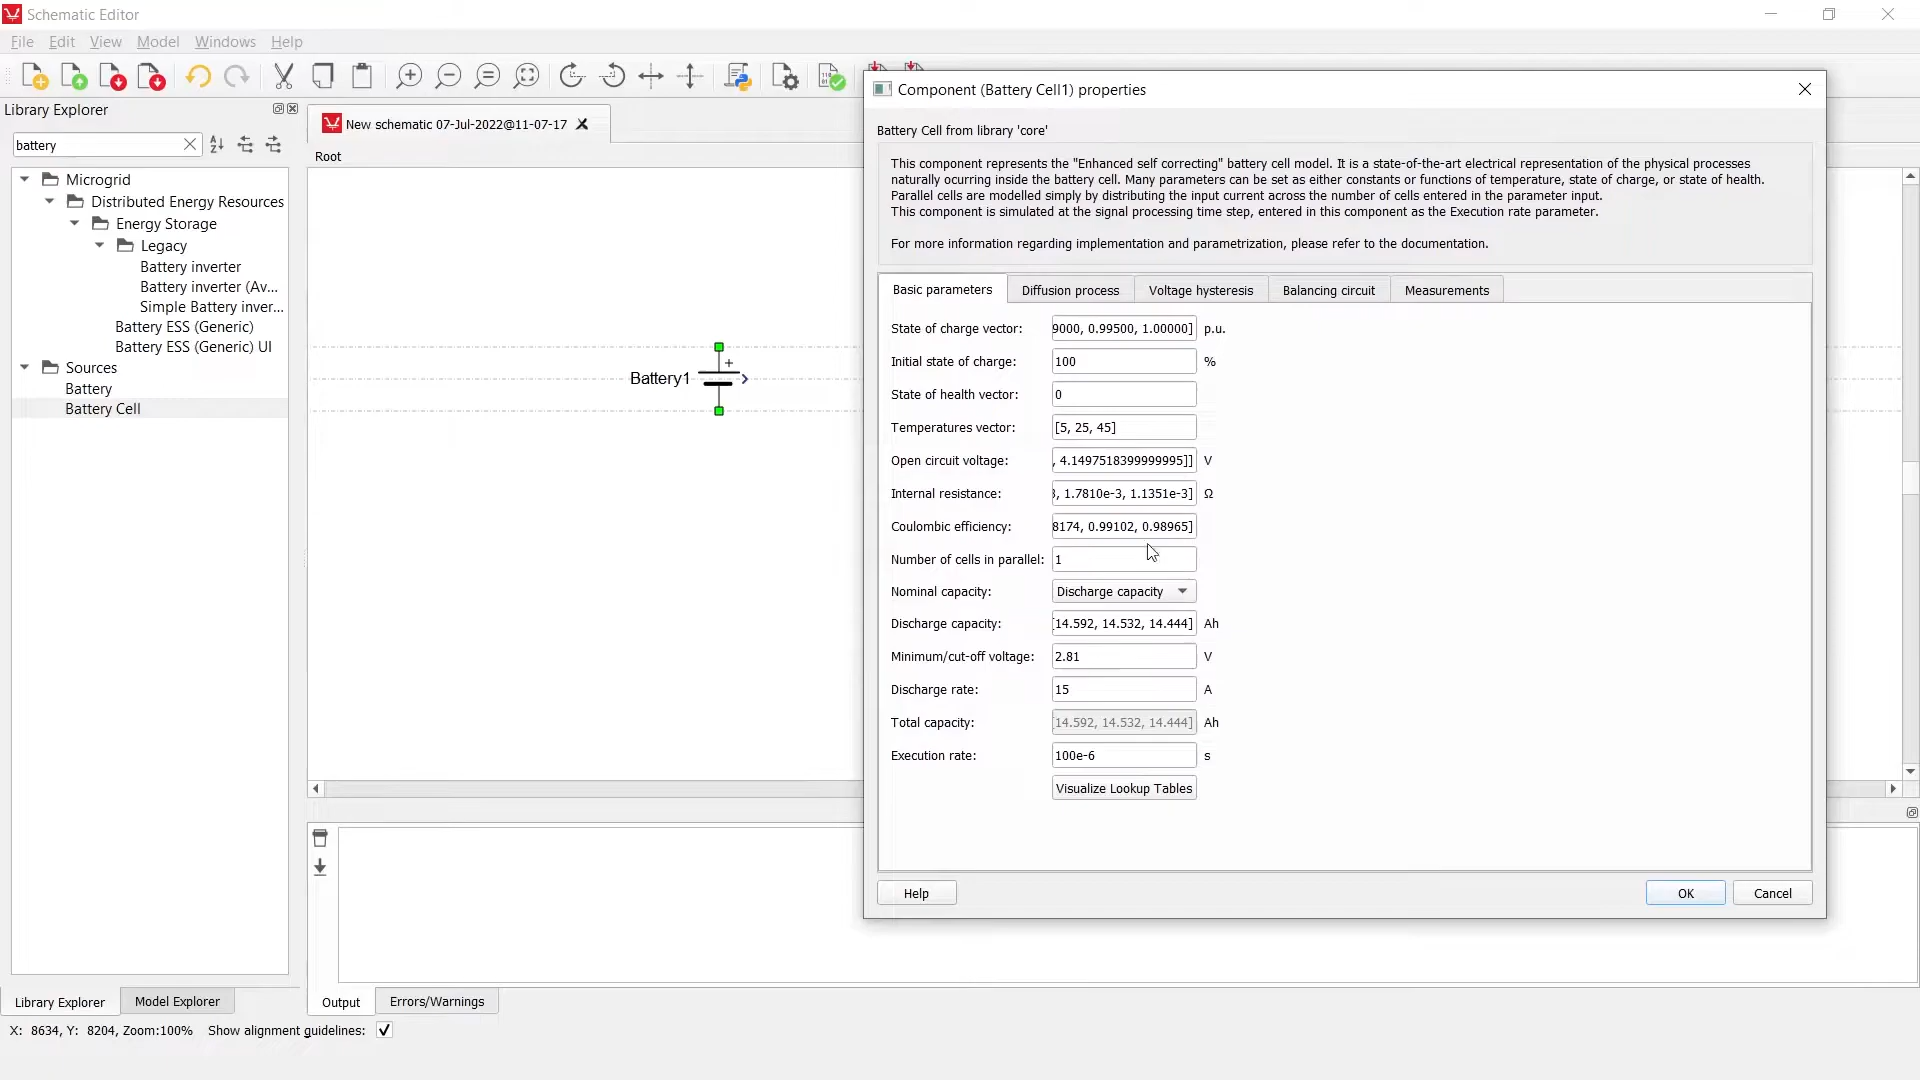 Schematic Editor
File Edit View Model Windows Help
Library Explorer
battery
Microgrid
Distributed Energy Resources
Energy Storage
Legacy
Battery inverter
Battery inverter (Av...
Simple Battery inver...
Battery ESS (Generic)
Battery ESS (Generic) UI
Sources
Battery
Battery Cell
New schematic 07-Jul-2022@11-07-17
Root
Battery1
+
Component (Battery Cell1) properties
Battery Cell from library 'core'
This component represents the "Enhanced self correcting" battery cell model. It is a state-of-the-art electrical representation of the physical processes
naturally ocurring inside the battery cell. Many parameters can be set as either constants or functions of temperature, state of charge, or state of health.
Parallel cells are modelled simply by distributing the input current across the number of cells entered in the parameter input.
This component is simulated at the signal processing time step, entered in this component as the Execution rate parameter.
For more information regarding implementation and parametrization, please refer to the documentation.
Basic parameters Diffusion process Voltage hysteresis Balancing circuit Measurements
State of charge vector: 9000, 0.99500, 1.00000] p.u.
Initial state of charge: 100 %
State of health vector: 0
Temperatures vector: [5, 25, 45]
Open circuit voltage: , 4.1497518399999995]] V
Internal resistance: 3, 1.7810e-3, 1.1351e-3] Ω
Coulombic efficiency: 8174, 0.99102, 0.98965]
Number of cells in parallel: 1
Nominal capacity: Discharge capacity
Discharge capacity: [14.592, 14.532, 14.444] Ah
Minimum/cut-off voltage: 2.81 V
Discharge rate: 15 A
Total capacity: [14.592, 14.532, 14.444] Ah
Execution rate: 100e-6 s
Visualize Lookup Tables
Help OK Cancel
Library Explorer Model Explorer Output Errors/Warnings
X: 8634, Y: 8204, Zoom:100% Show alignment guidelines: